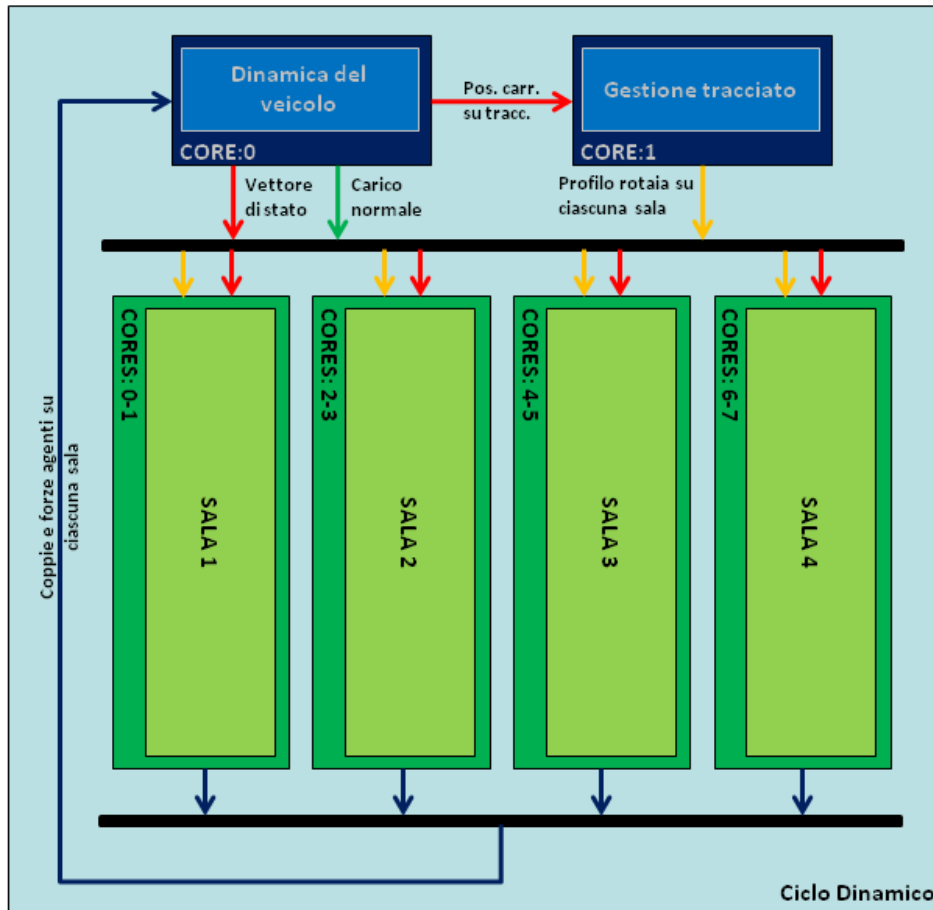 Dinamica del
veicolo
CORE:0
Pos. carr.
su tracc.
Gestione tracciato
CORE:1
Vettore
di stato
Carico
normale
Profilo rotaia su
ciascuna sala
CORES: 0-1
SALA 1
CORES: 2-3
SALA 2
CORES: 4-5
SALA 3
CORES: 6-7
SALA 4
Coppie e forze agenti su
ciascuna sala
Ciclo Dinamico